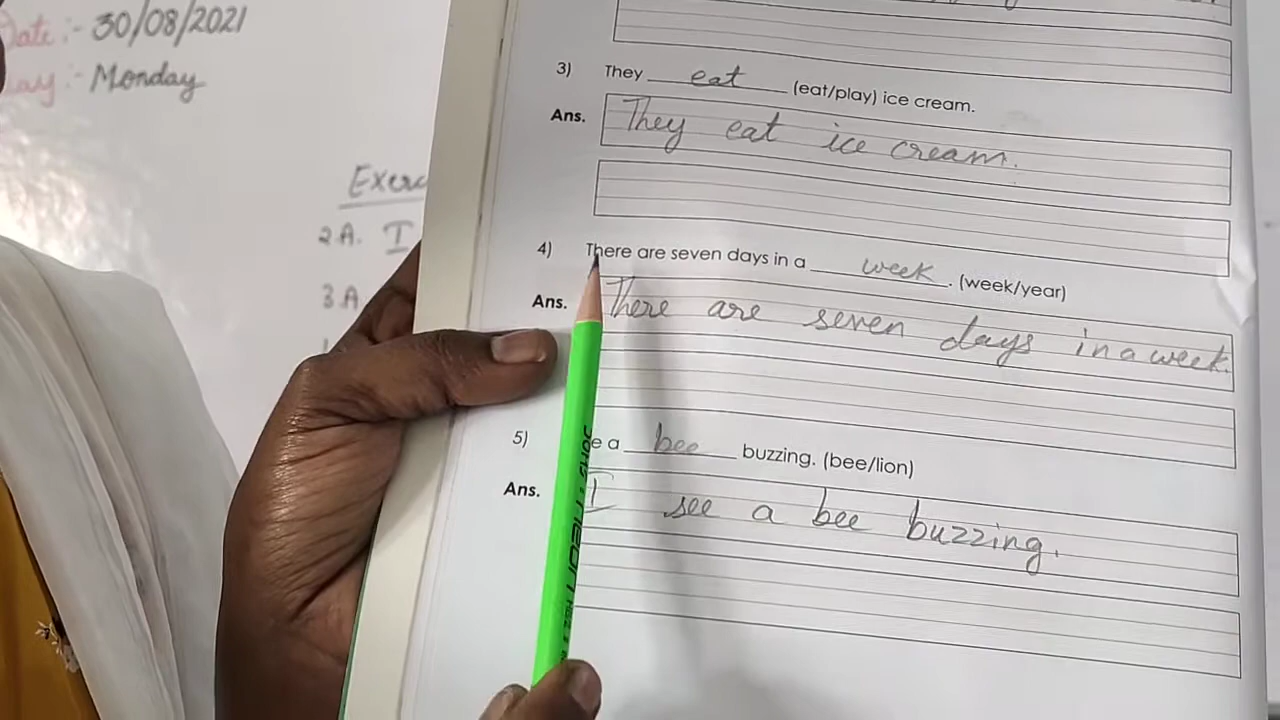 Date:- 30/08/2021
Day:- Monday
Exerc
2A. I
3A.
3) They eat (eat/play) ice cream.
Ans. They eat ice cream.
4) There are seven days in a week. (week/year)
Ans. There are seven days in a week.
5) e a bee buzzing. (bee/lion)
Ans. I see a bee buzzing.